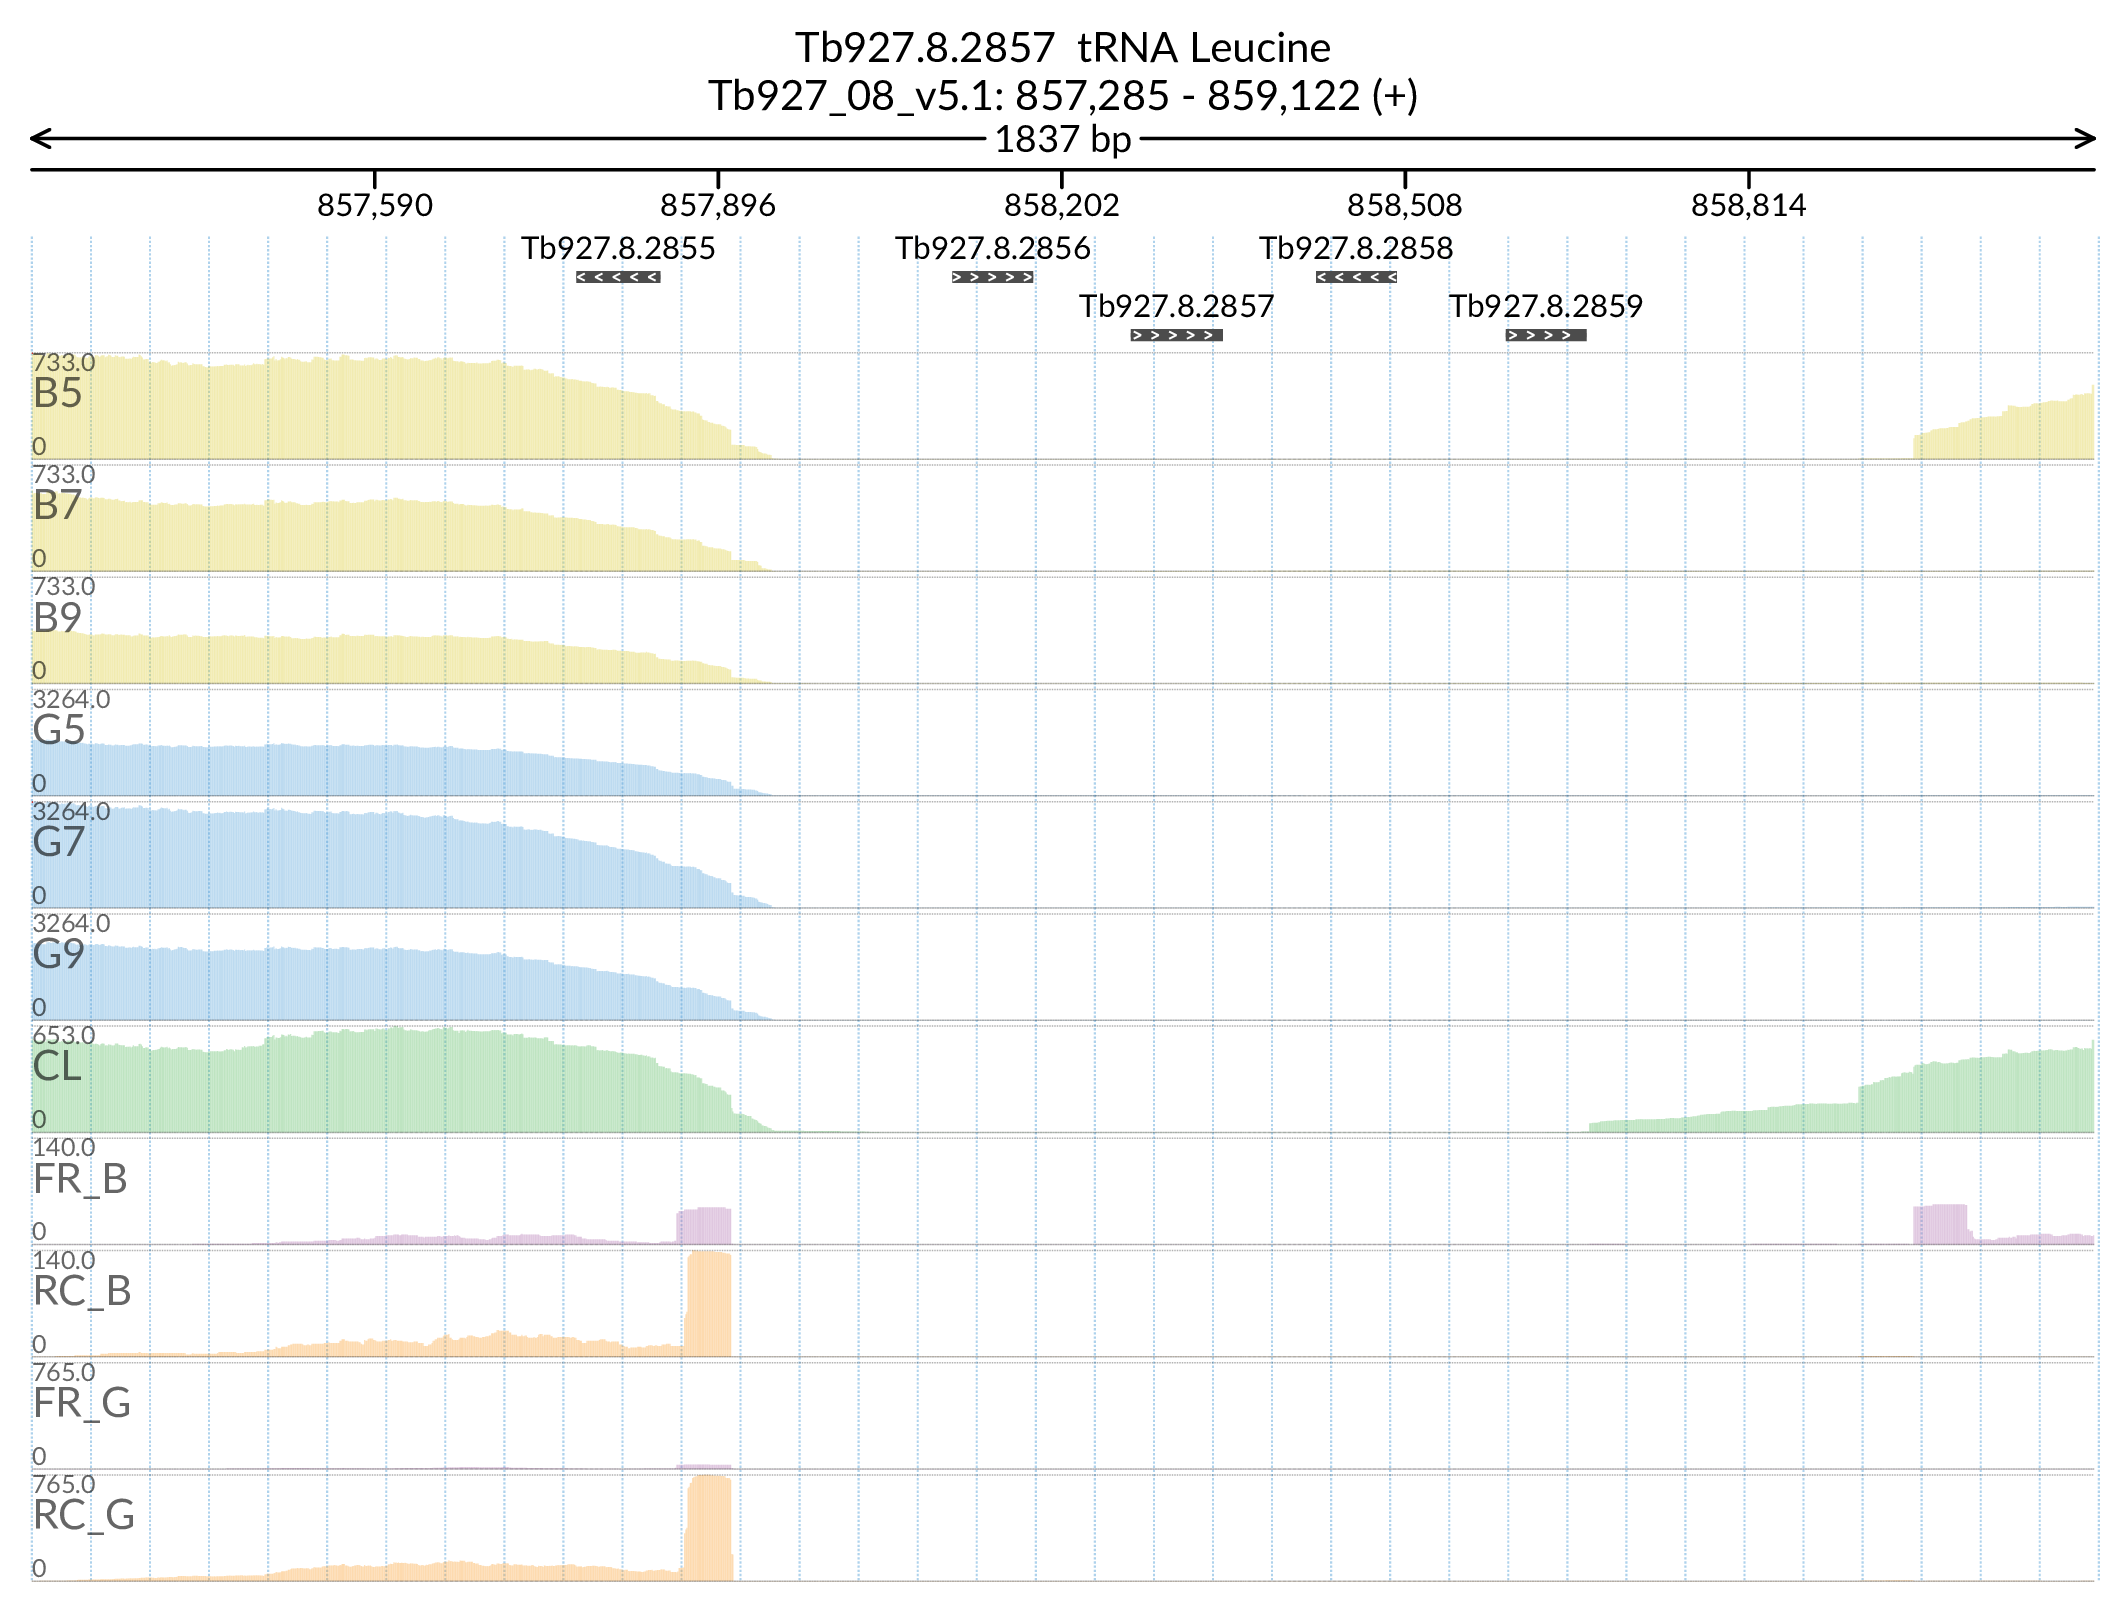 Tb927.8.2857 tRNA Leucine
Tb927_08_v5.1: 857,285 - 859,122 (+)
1837 bp
857,590 857,896 858,202 858,508 858,814
Tb927.8.2855 Tb927.8.2856 Tb927.8.2858
Tb927.8.2857 Tb927.8.2859
733.0
B5
0
733.0
B7
0
733.0
B9
0
3264.0
G5
0
3264.0
G7
0
3264.0
G9
0
653.0
CL
0
140.0
FR_B
0
140.0
RC_B
0
765.0
FR_G
0
765.0
RC_G
0